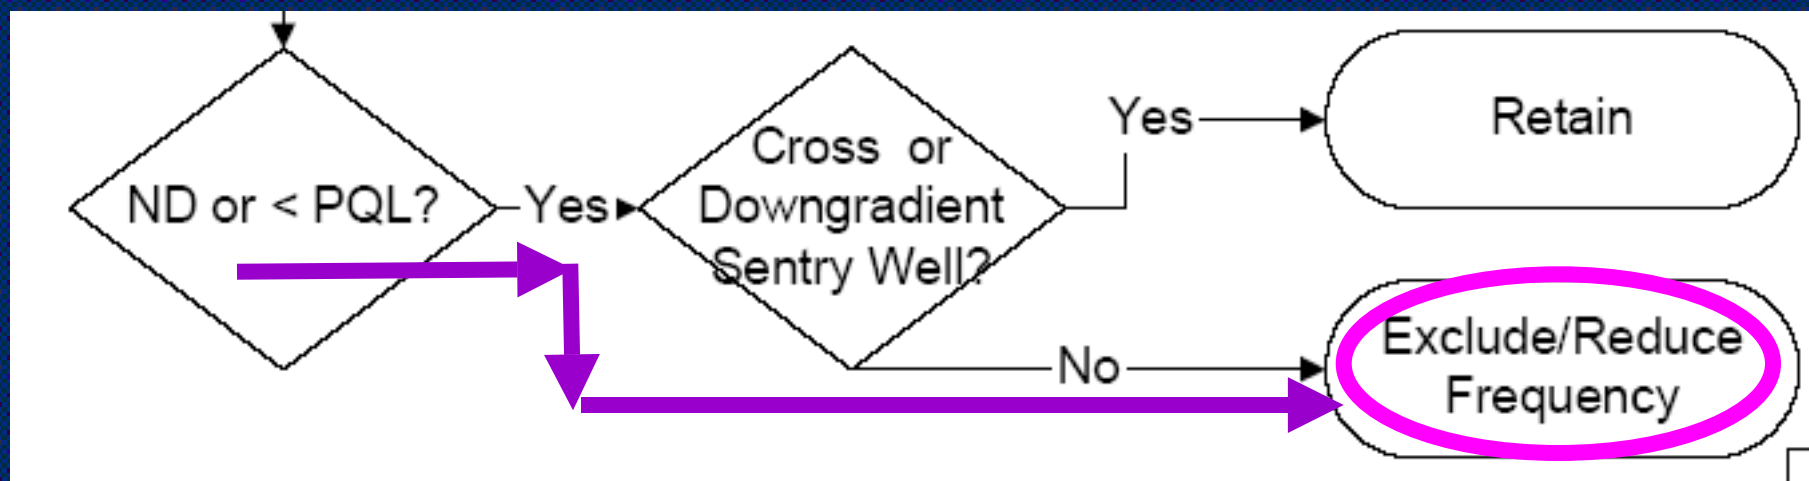 ND or < PQL?
Yes
Cross or
Downgradient
Sentry Well?
Yes
Retain
No
Exclude/Reduce
Frequency